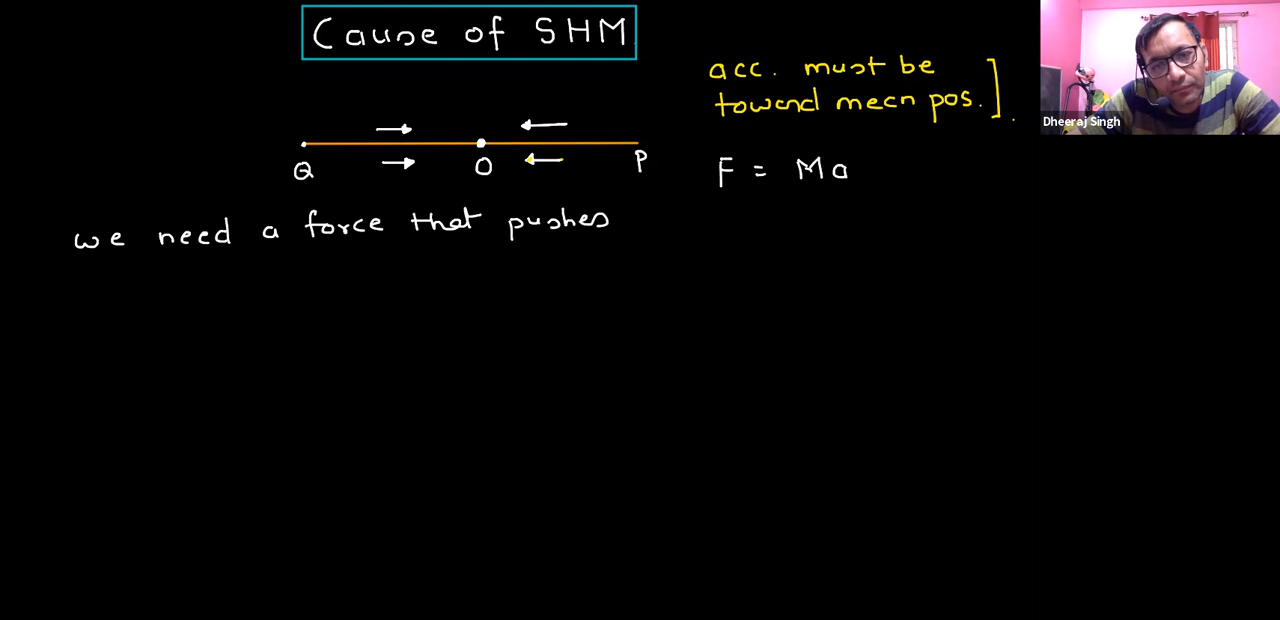 Cause of SHM
acc. must be
toward mean pos.].
Dheeraj Singh
Q O P
F = Ma
we need a force that pushes